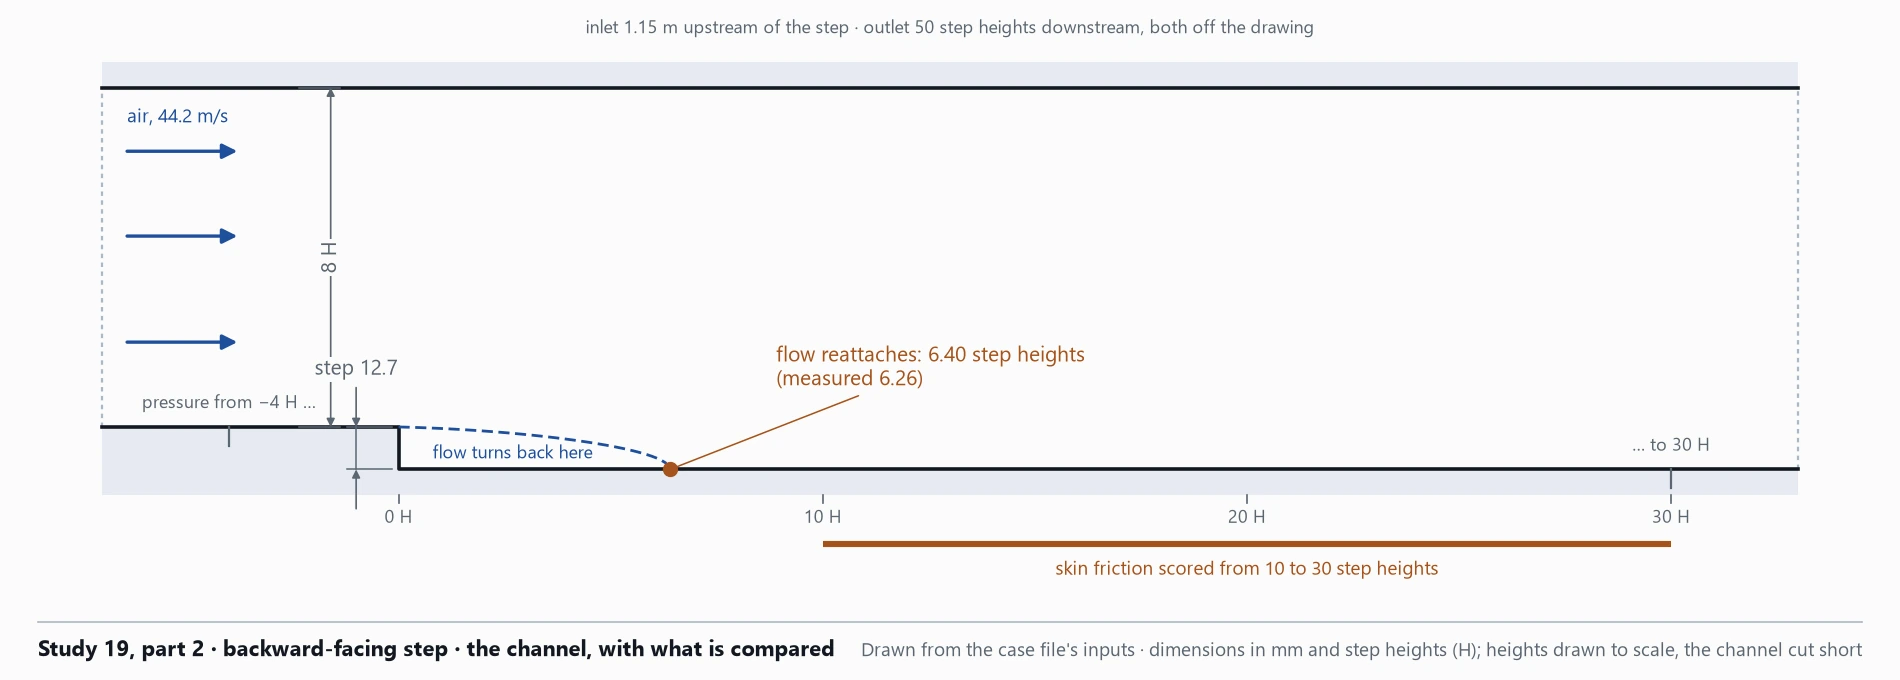 inlet 1.15 m upstream of the step · outlet 50 step heights downstream, both off the drawing
air, 44.2 m/s
8 H
step 12.7
pressure from −4 H ...
flow reattaches: 6.40 step heights
(measured 6.26)
flow turns back here
... to 30 H
0 H
10 H
20 H
30 H
skin friction scored from 10 to 30 step heights
Study 19, part 2 · backward-facing step · the channel, with what is compared
Drawn from the case file's inputs · dimensions in mm and step heights (H); heights drawn to scale, the channel cut short